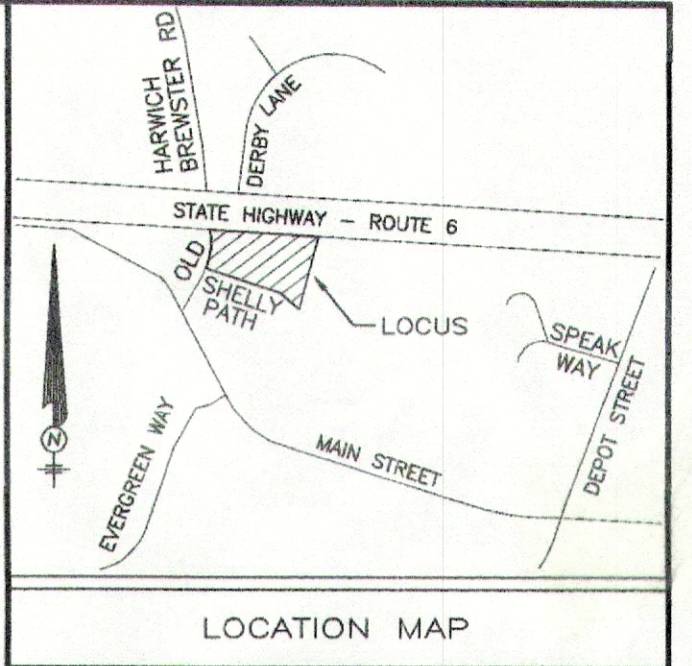 HARWICH
BREWSTER RD
DERBY LANE
STATE HIGHWAY - ROUTE 6
OLD
SHELLY
PATH
LOCUS
SPEAK
WAY
DEPOT STREET
EVERGREEN WAY
MAIN STREET
N
LOCATION MAP